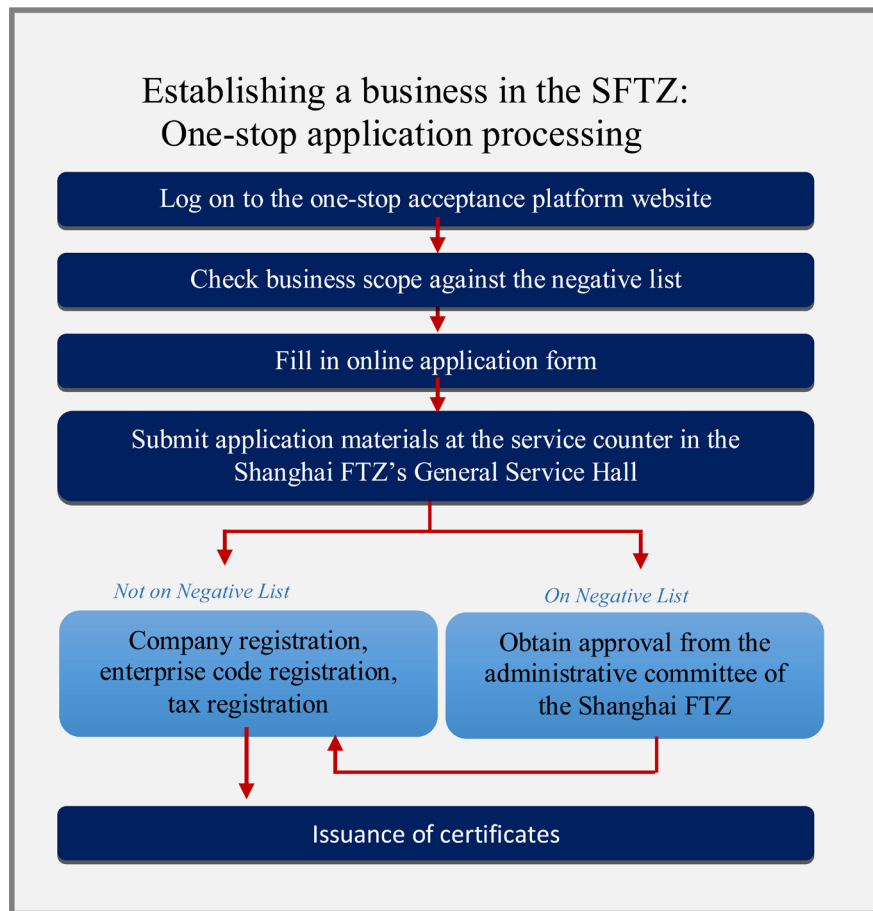 Establishing a business in the SFTZ:
One-stop application processing
Log on to the one-stop acceptance platform website
Check business scope against the negative list
Fill in online application form
Submit application materials at the service counter in the
Shanghai FTZ’s General Service Hall
Not on Negative List
Company registration,
enterprise code registration,
tax registration
On Negative List
Obtain approval from the
administrative committee of
the Shanghai FTZ
Issuance of certificates